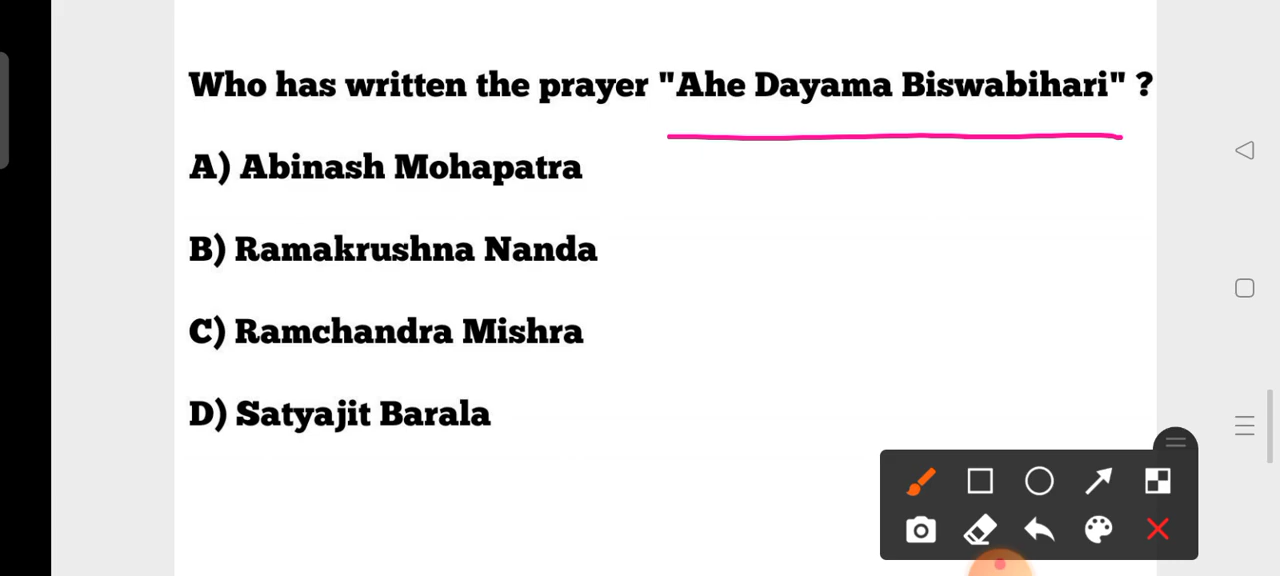 Who has written the prayer "Ahe Dayama Biswabihari" ?
A) Abinash Mohapatra
B) Ramakrushna Nanda
C) Ramchandra Mishra
D) Satyajit Barala